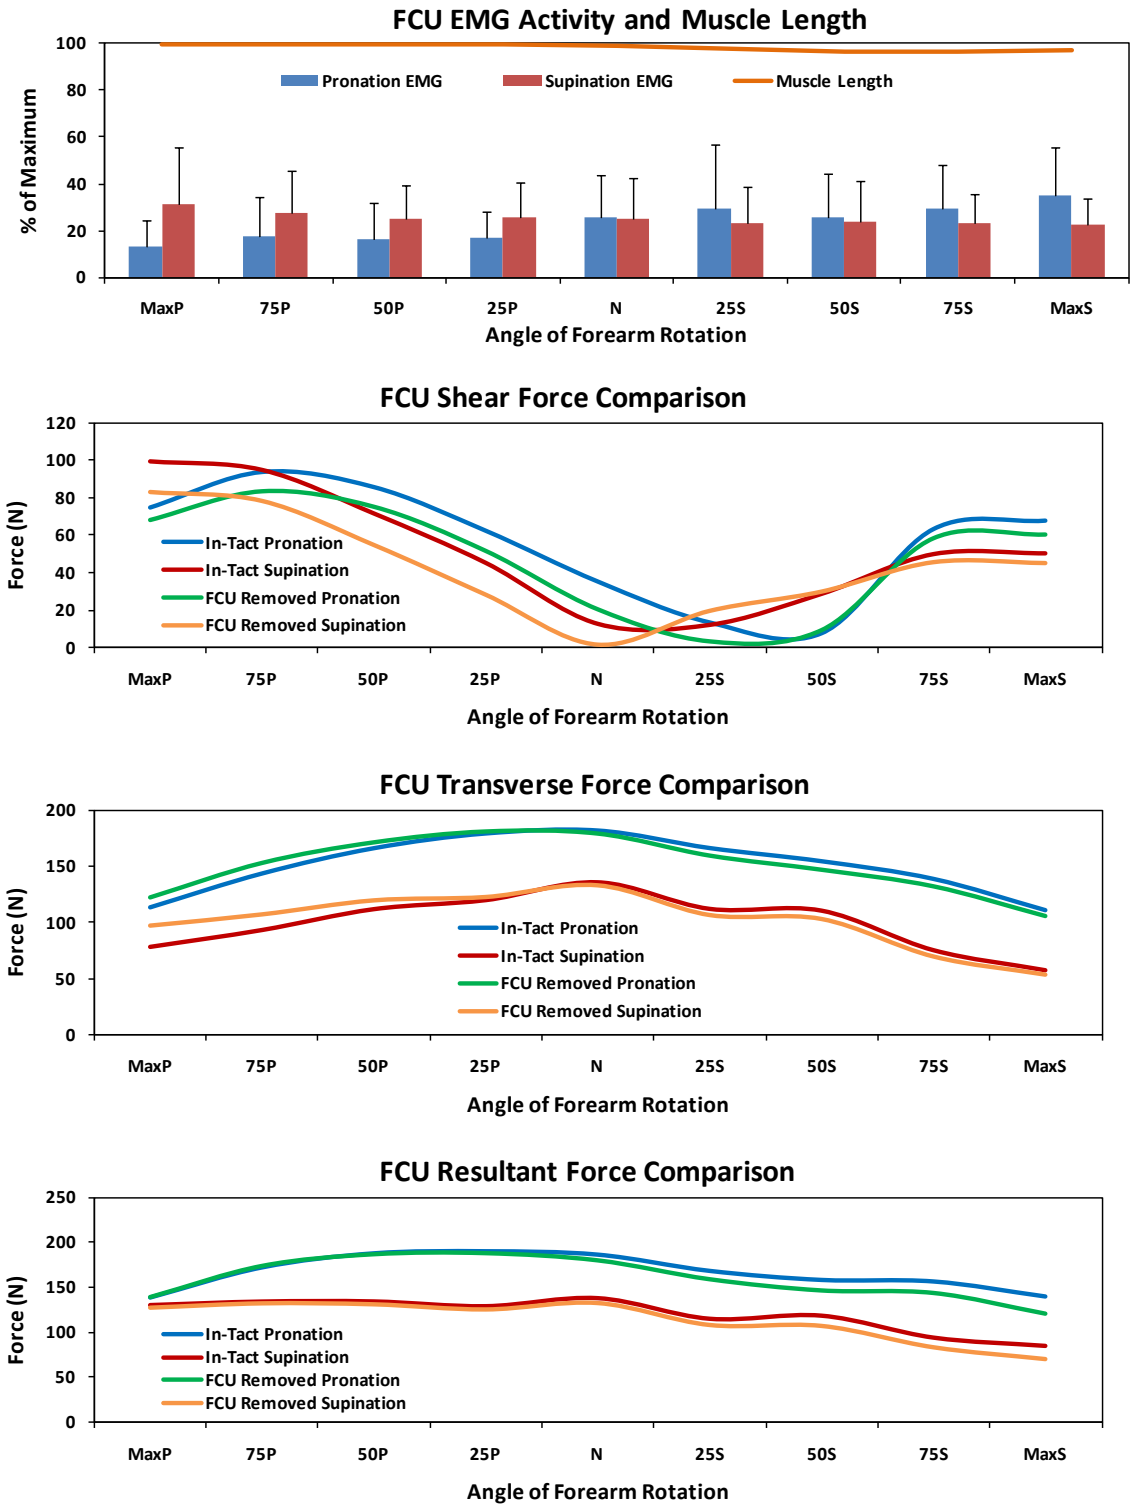 FCU EMG Activity and Muscle Length
% of Maximum
100
80
60
40
20
0
Pronation EMG
Supination EMG
Muscle Length
MaxP 75P 50P 25P N 25S 50S 75S MaxS
Angle of Forearm Rotation
FCU Shear Force Comparison
Force (N)
120
100
80
60
40
20
0
In-Tact Pronation
In-Tact Supination
FCU Removed Pronation
FCU Removed Supination
MaxP 75P 50P 25P N 25S 50S 75S MaxS
Angle of Forearm Rotation
FCU Transverse Force Comparison
Force (N)
200
150
100
50
0
In-Tact Pronation
In-Tact Supination
FCU Removed Pronation
FCU Removed Supination
MaxP 75P 50P 25P N 25S 50S 75S MaxS
Angle of Forearm Rotation
FCU Resultant Force Comparison
Force (N)
250
200
150
100
50
0
In-Tact Pronation
In-Tact Supination
FCU Removed Pronation
FCU Removed Supination
MaxP 75P 50P 25P N 25S 50S 75S MaxS
Angle of Forearm Rotation